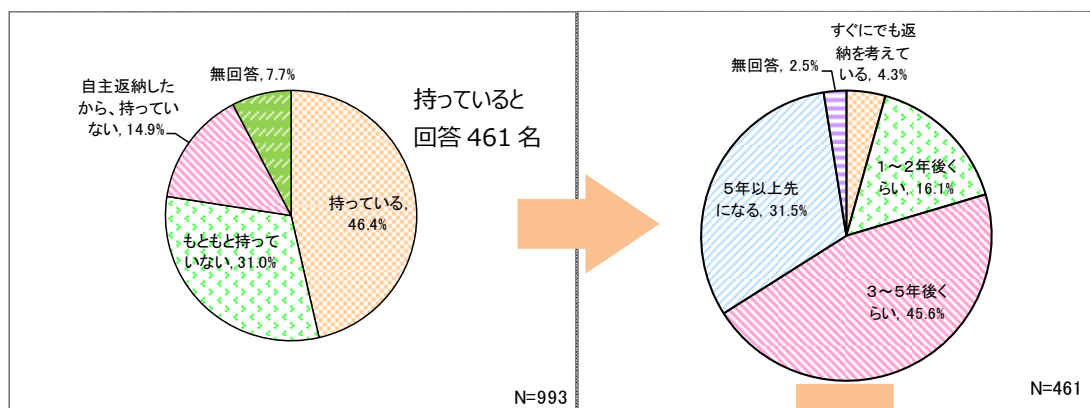 無回答, 7.7%
自主返納した
から、持ってい
ない, 14.9%
持っている,
46.4%
もともと持って
いない, 31.0%
N=993
持っていると
回答 461 名
すぐにでも返
納を考えて
いる, 4.3%
無回答, 2.5%
1～2年後く
らい, 16.1%
5年以上先
になる, 31.5%
3～5年後く
らい, 45.6%
N=461